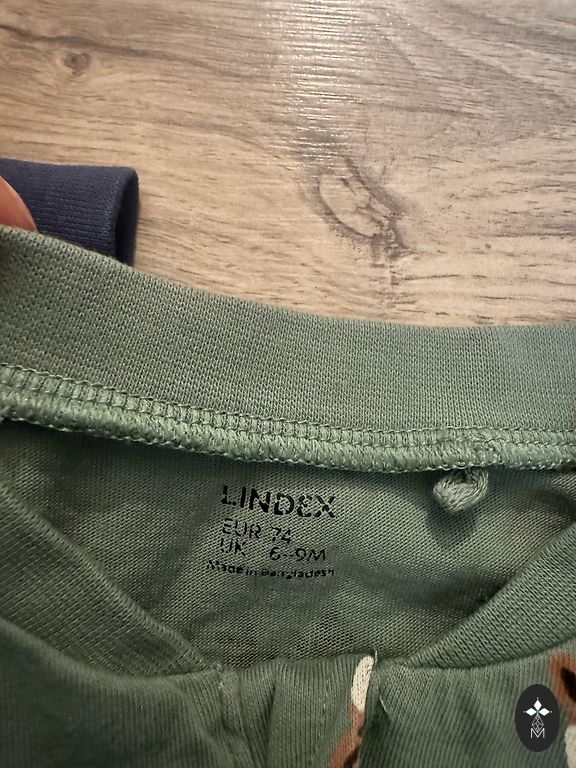 LINDEX
EUR 74
UK 6-9M
Made in Bangladesh
M